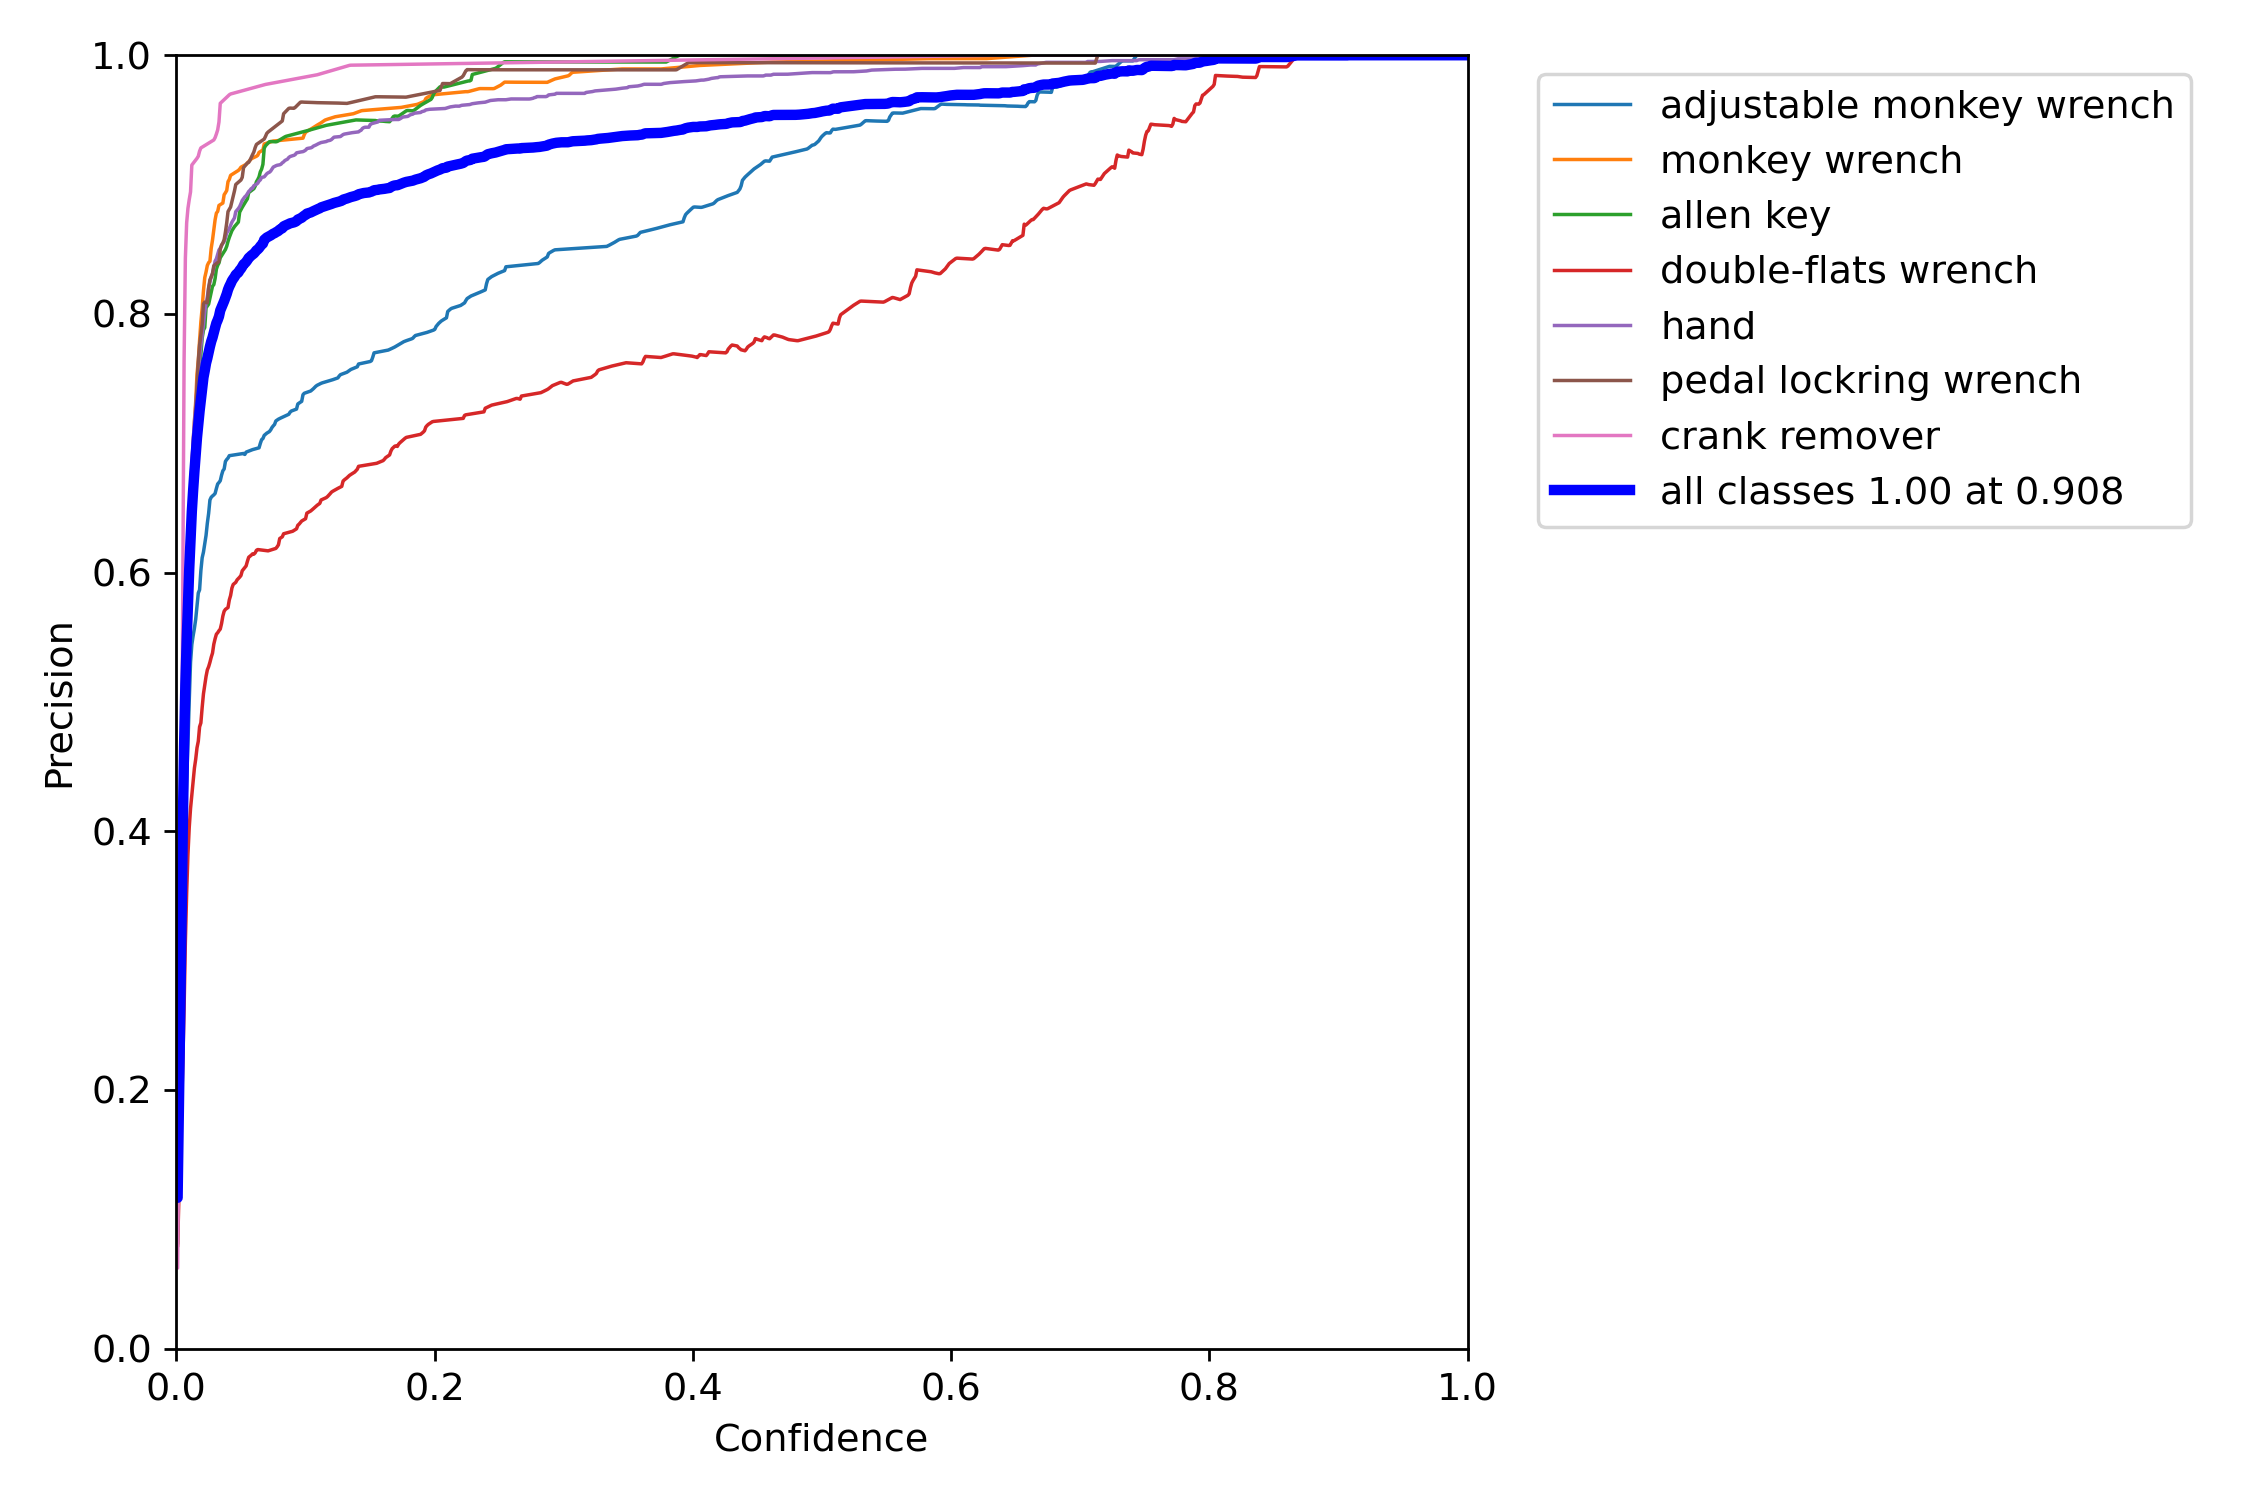 1.0
0.8
0.6
0.4
0.2
0.0
Precision
0.0 0.2 0.4 0.6 0.8 1.0
Confidence
adjustable monkey wrench
monkey wrench
allen key
double-flats wrench
hand
pedal lockring wrench
crank remover
all classes 1.00 at 0.908